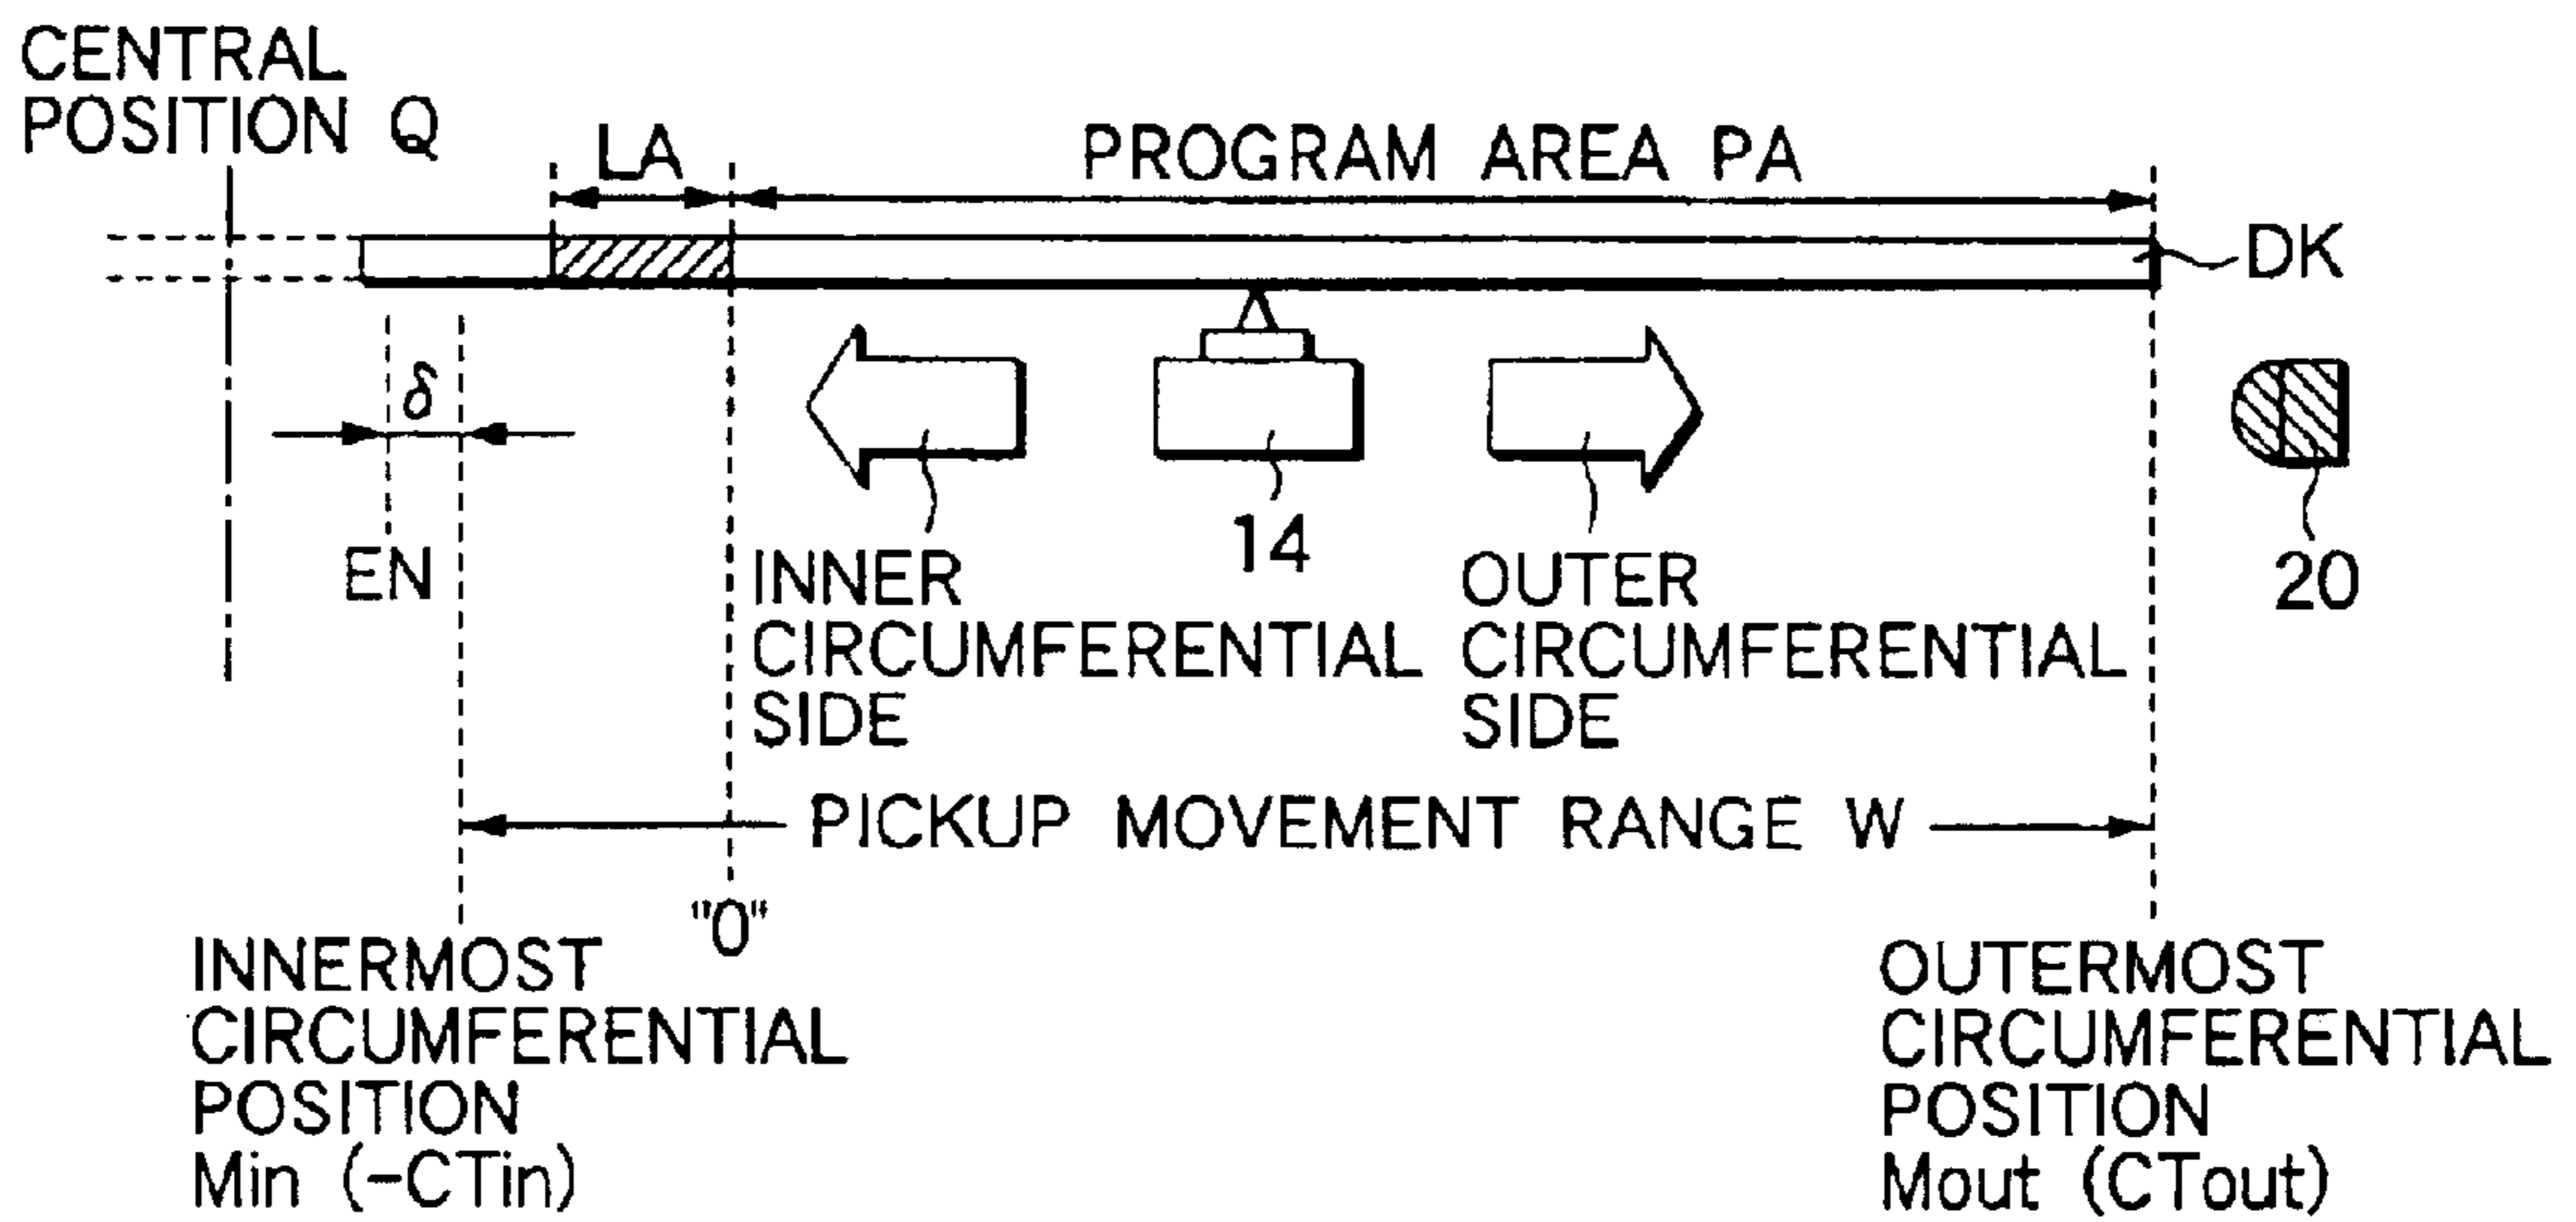 CENTRAL
POSITION Q
LA
PROGRAM AREA PA
DK
δ
EN
14
20
INNER
CIRCUMFERENTIAL
SIDE
OUTER
CIRCUMFERENTIAL
SIDE
PICKUP MOVEMENT RANGE W
"0"
INNERMOST
CIRCUMFERENTIAL
POSITION
Min (-CTin)
OUTERMOST
CIRCUMFERENTIAL
POSITION
Mout (CTout)